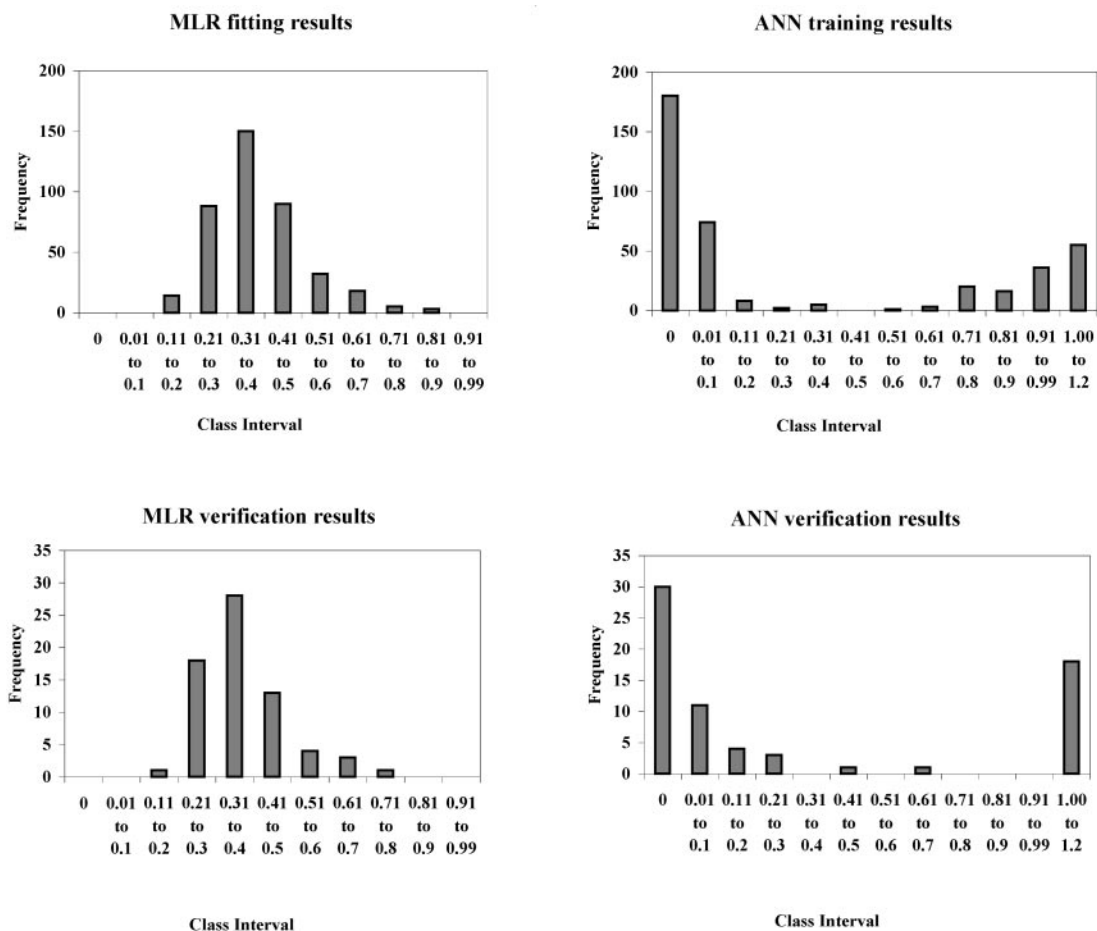 MLR fitting results
200
150
100
50
0
Frequency
0 0.01 0.11 0.21 0.31 0.41 0.51 0.61 0.71 0.81 0.91
to to to to to to to to to to
0.1 0.2 0.3 0.4 0.5 0.6 0.7 0.8 0.9 0.99
Class Interval
ANN training results
200
150
100
50
0
Frequency
0 0.01 0.11 0.21 0.31 0.41 0.51 0.61 0.71 0.81 0.91 1.00
to to to to to to to to to to to
0.1 0.2 0.3 0.4 0.5 0.6 0.7 0.8 0.9 0.99 1.2
Class Interval
MLR verification results
35
30
25
20
15
10
5
0
Frequency
0 0.01 0.11 0.21 0.31 0.41 0.51 0.61 0.71 0.81 0.91
to to to to to to to to to to
0.1 0.2 0.3 0.4 0.5 0.6 0.7 0.8 0.9 0.99
Class Interval
ANN verification results
35
30
25
20
15
10
5
0
Frequency
0 0.01 0.11 0.21 0.31 0.41 0.51 0.61 0.71 0.81 0.91 1.00
to to to to to to to to to to to
0.1 0.2 0.3 0.4 0.5 0.6 0.7 0.8 0.9 0.99 1.2
Class Interval